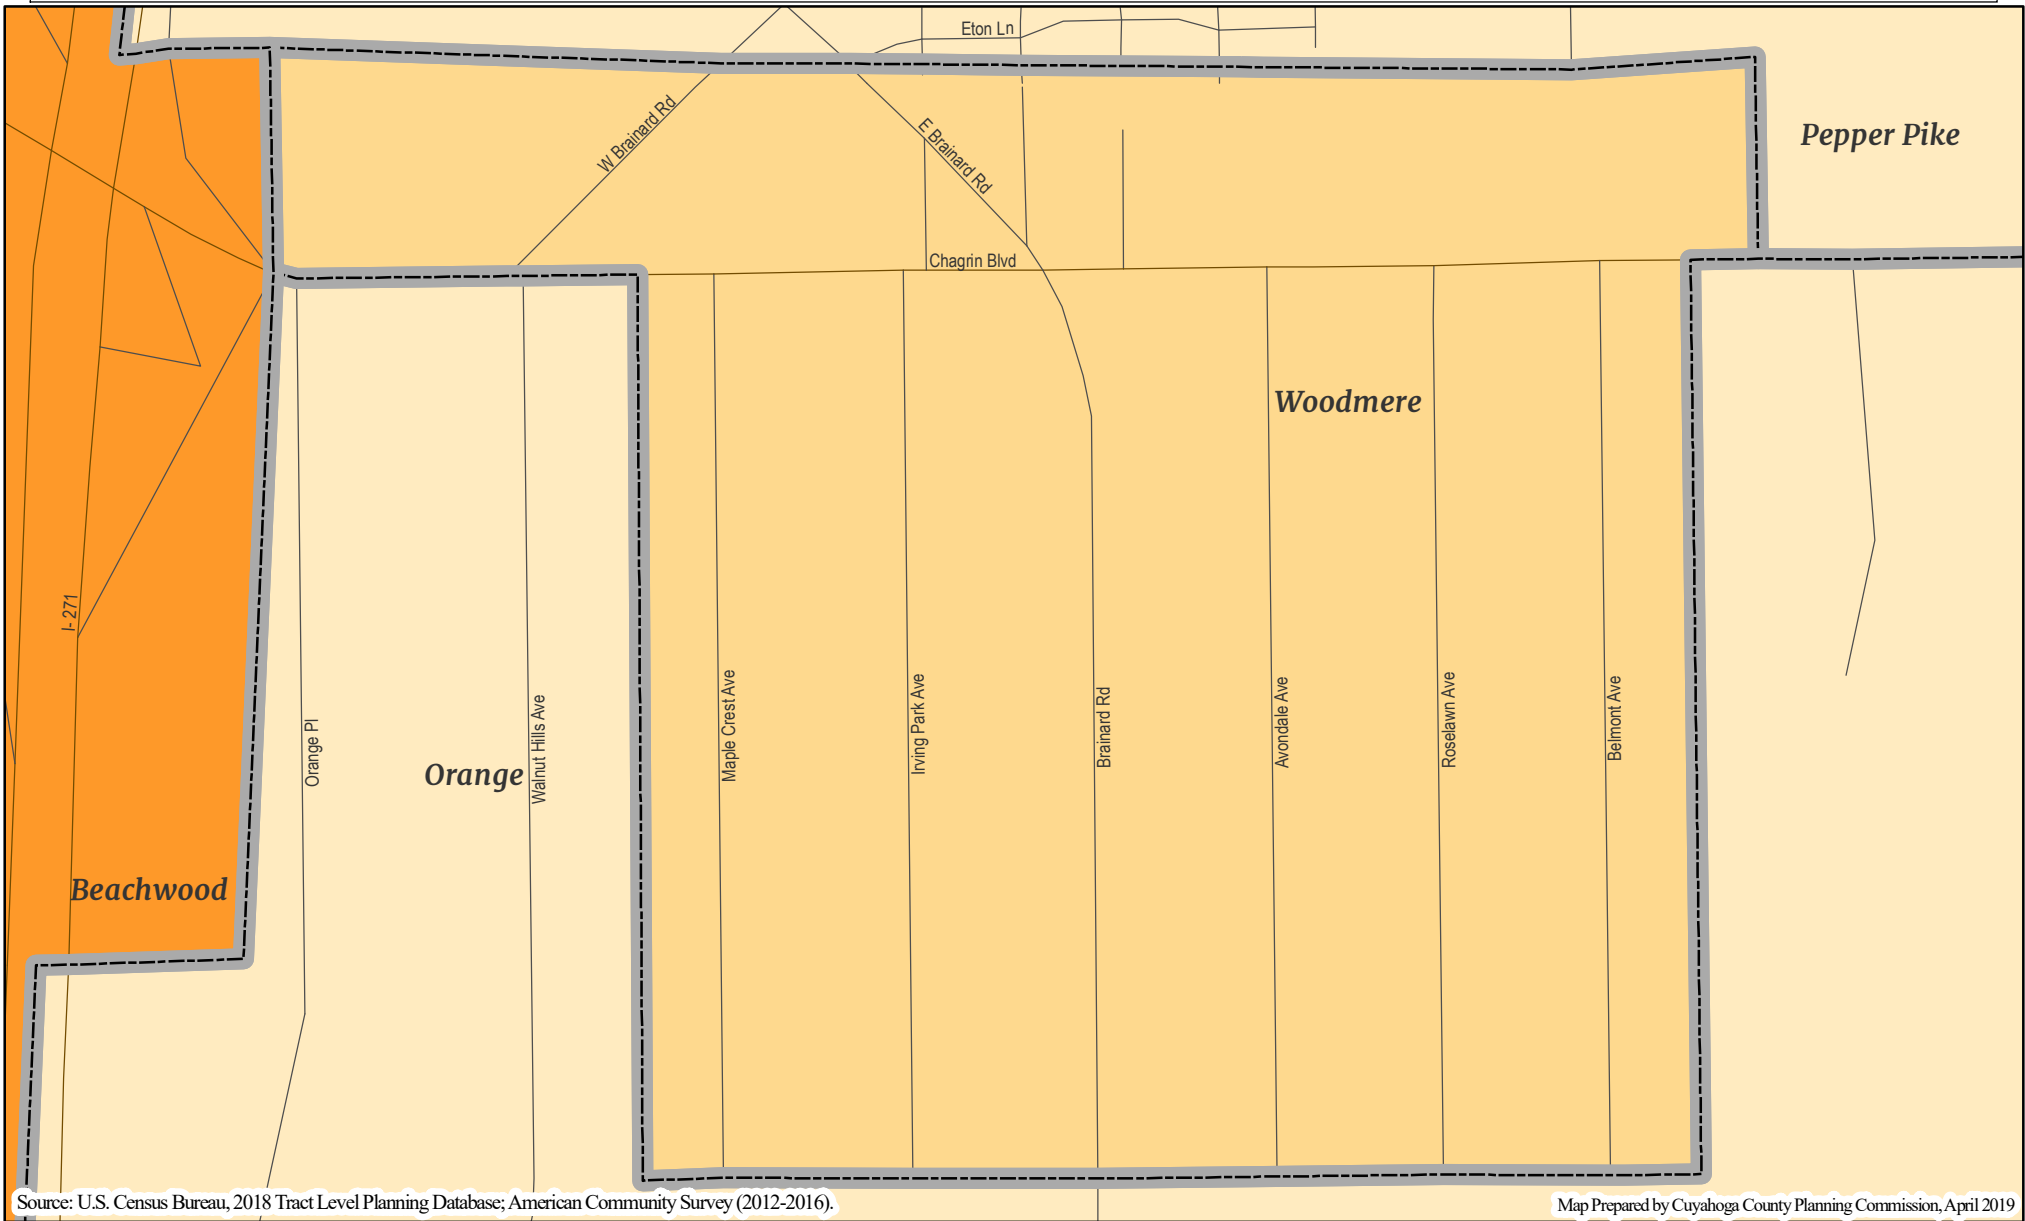 Eton Ln
W Brainard Rd
E Brainard Rd
Pepper Pike
Chagrin Blvd
Woodmere
I- 271
Orange Pl
Orange
Walnut Hills Ave
Maple Crest Ave
Irving Park Ave
Brainard Rd
Avondale Ave
Roselawn Ave
Belmont Ave
Beachwood
Source: U.S. Census Bureau, 2018 Tract Level Planning Database; American Community Survey (2012-2016).
Map Prepared by Cuyahoga County Planning Commission, April 2019